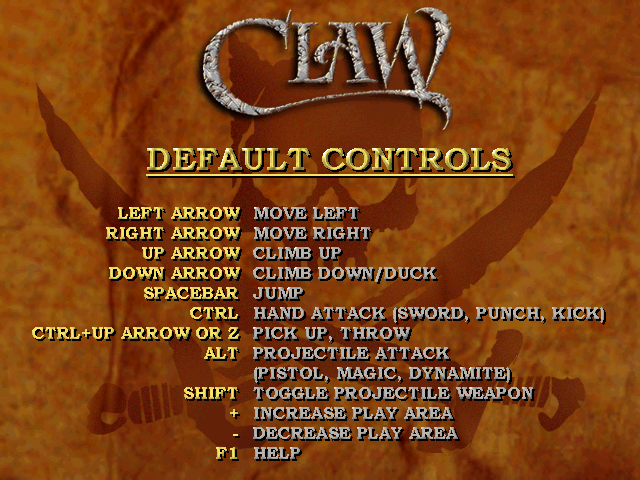 CLAW
DEFAULT CONTROLS
LEFT ARROW MOVE LEFT
RIGHT ARROW MOVE RIGHT
UP ARROW CLIMB UP
DOWN ARROW CLIMB DOWN/DUCK
SPACEBAR JUMP
CTRL HAND ATTACK (SWORD, PUNCH, KICK)
CTRL+UP ARROW OR Z PICK UP, THROW
ALT PROJECTILE ATTACK
(PISTOL, MAGIC, DYNAMITE)
SHIFT TOGGLE PROJECTILE WEAPON
+ INCREASE PLAY AREA
- DECREASE PLAY AREA
F1 HELP